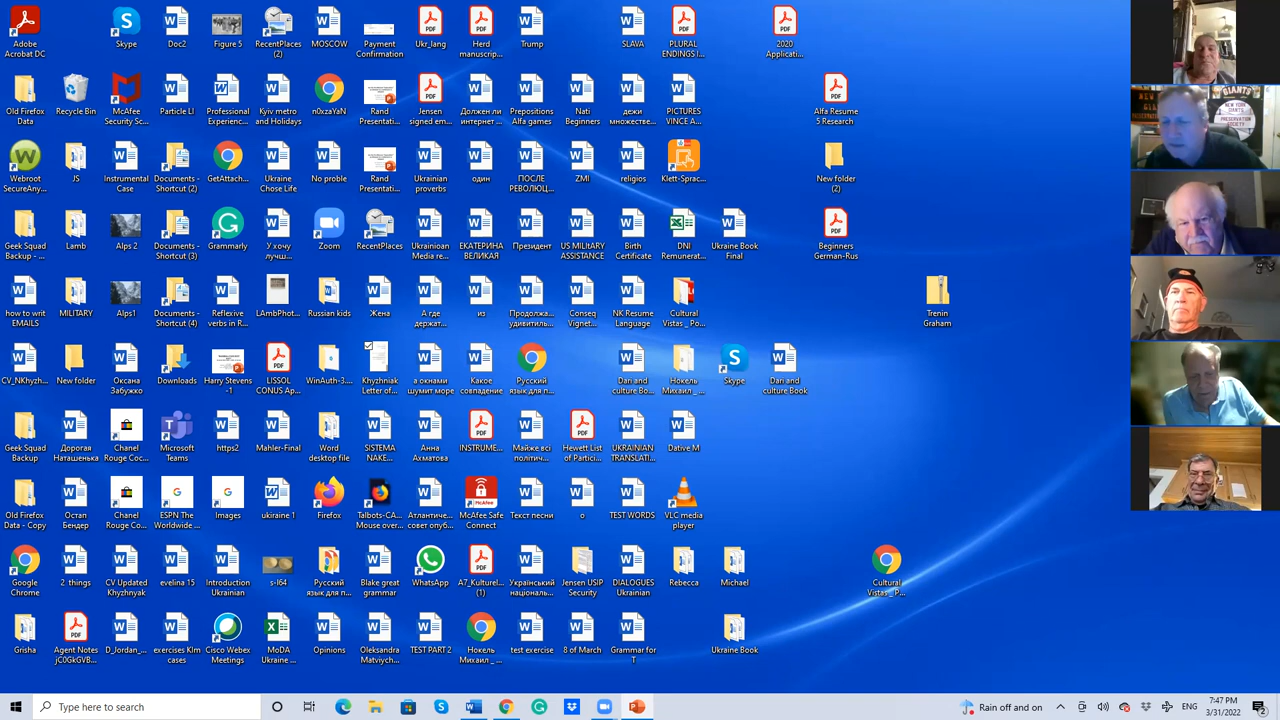 Adobe Acrobat DC
Skype
Doc2
Figure 5
RecentPlaces (2)
MOSCOW
Payment Confirmation
Ukr_lang
Herd manuscrip...
Trump
SLAVA
PLURAL ENDINGS I...
2020 Applicati...
Old Firefox Data
Recycle Bin
McAfee Security Sc...
Particle LI
Professional Experienc...
Kyiv metro and Holidays
n0xzaYaN
Rand Presentati...
Jensen signed em...
Должен ли интернет ...
Prepositions Alfa games
Nati Beginners
дежи множестве...
PICTURES VINCE A...
Alfa Resume 5 Research
Webroot SecureAny...
JS
Instrumental Case
Documents - Shortcut (2)
GetAttach...
Ukraine Chose Life
No proble
Rand Presentati...
Ukrainian proverbs
один
ПОСЛЕ РЕВОЛЮЦ...
ZMI
religios
Klett-Sprac...
New folder (2)
Geek Squad Backup - ...
Lamb
Alps 2
Documents - Shortcut (3)
Grammarly
У хочу лучш...
Zoom
RecentPlaces
Ukrainioan Media re...
ЕКАТЕРИНА ВЕЛИКАЯ
Президент
US MILITARY ASSISTANCE
Birth Certificate
DNI Remunerat...
Ukraine Book Final
Beginners German-Rus
how to writ EMAILS
MILITARY
Alps1
Documents - Shortcut (4)
Reflexive verbs in R...
LAmbPhot...
Russian kids
Жена
А где держат...
из
Продолжа... удивитиль...
Conseq Vignet...
NK Resume Language
Cultural Vistas _ Po...
Trenin Graham
CV_NKhyzh...
New folder
Оксана Забужко
Downloads
Harry Stevens -1
LISSOL CONUS Ap...
WinAuth-3....
Khyzhniak Letter of...
а окнами шумит море
Какое совпадение
Русский язык для п...
Dari and culture Bo...
Нокель Михаил _ ...
Skype
Dari and culture Book
Geek Squad Backup
Дорогая Наташенька
Chanel Rouge Coc...
Microsoft Teams
https2
Mahler-Final
Word desktop file
SISTEMA NAKE...
Анна Ахматова
INSTRUME...
Майже всі політич...
Hewett List of Partici...
UKRAINIAN TRANSLATI...
Dative M
Old Firefox Data - Copy
Остап Бендер
Chanel Rouge Co...
ESPN The Worldwide ...
Images
ukiraine 1
Firefox
Talbots-CA... Mouse over...
Атлантиче... совет опуб...
McAfee Safe Connect
Текст песни
о
TEST WORDS
VLC media player
Google Chrome
2. things
CV Updated Khyzhnyak
evelina 15
Introduction Ukrainian
s-l64
Русский язык для п...
Blake great grammar
WhatsApp
A7_Kulturel... (1)
Український націонaль...
Jensen USIP Security
DIALOGUES Ukrainian
Rebecca
Michael
Cultural Vistas _ P...
Grisha
Agent Notes jC0GkGVB...
D_Jordan_...
exercises Klm cases
Cisco Webex Meetings
MoDA Ukraine ...
Opinions
Oleksandra Matviych...
TEST PART 2
Нокель Михаил _ ...
test exercise
8 of March
Grammar for T
Ukraine Book
GIANTS
NEW YORK GIANTS PRESERVATION SOCIETY
Type here to search
Rain off and on
ENG
7:47 PM
3/31/2022
2